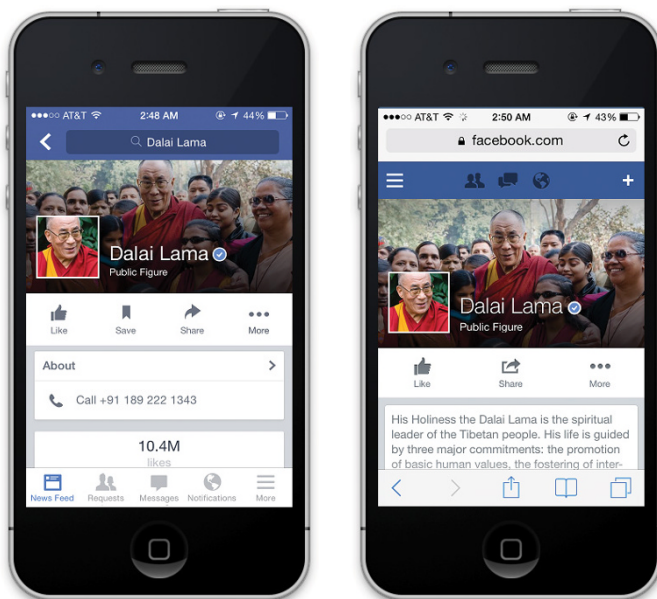 AT&T 2:48 AM 44%
Dalai Lama
Dalai Lama
Public Figure
Like Save Share More
About
Call +91 189 222 1343
10.4M
likes
News Feed Requests Messages Notifications More
AT&T 2:50 AM 43%
facebook.com
Dalai Lama
Public Figure
Like Share More
His Holiness the Dalai Lama is the spiritual
leader of the Tibetan people. His life is guided
by three major commitments: the promotion
of basic human values, the fostering of inter-